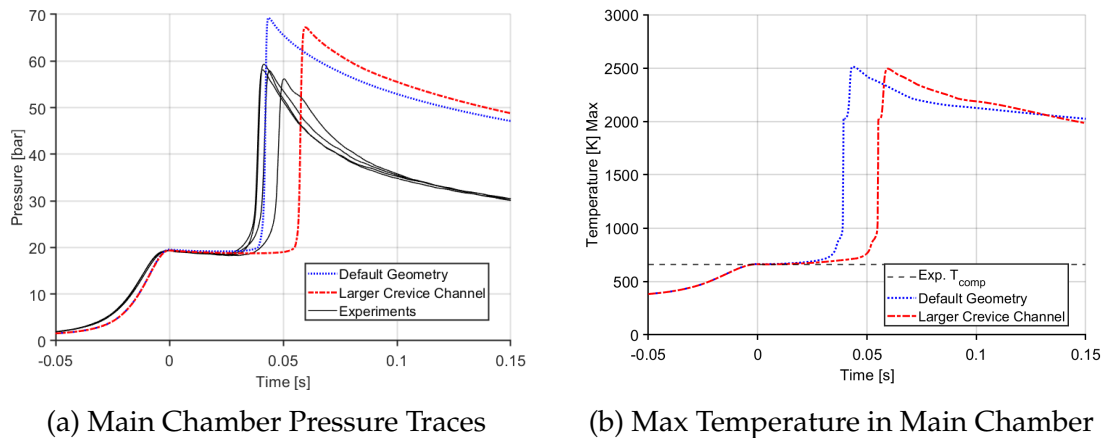 70
60
50
40
30
20
10
0
Pressure [bar]
-0.05
0
0.05
0.1
0.15
Time [s]
Default Geometry
Larger Crevice Channel
Experiments
(a) Main Chamber Pressure Traces
3000
2500
2000
1500
1000
500
0
Temperature [K] Max
-0.05
0
0.05
0.1
0.15
Time [s]
Exp. Tcomp
Default Geometry
Larger Crevice Channel
(b) Max Temperature in Main Chamber